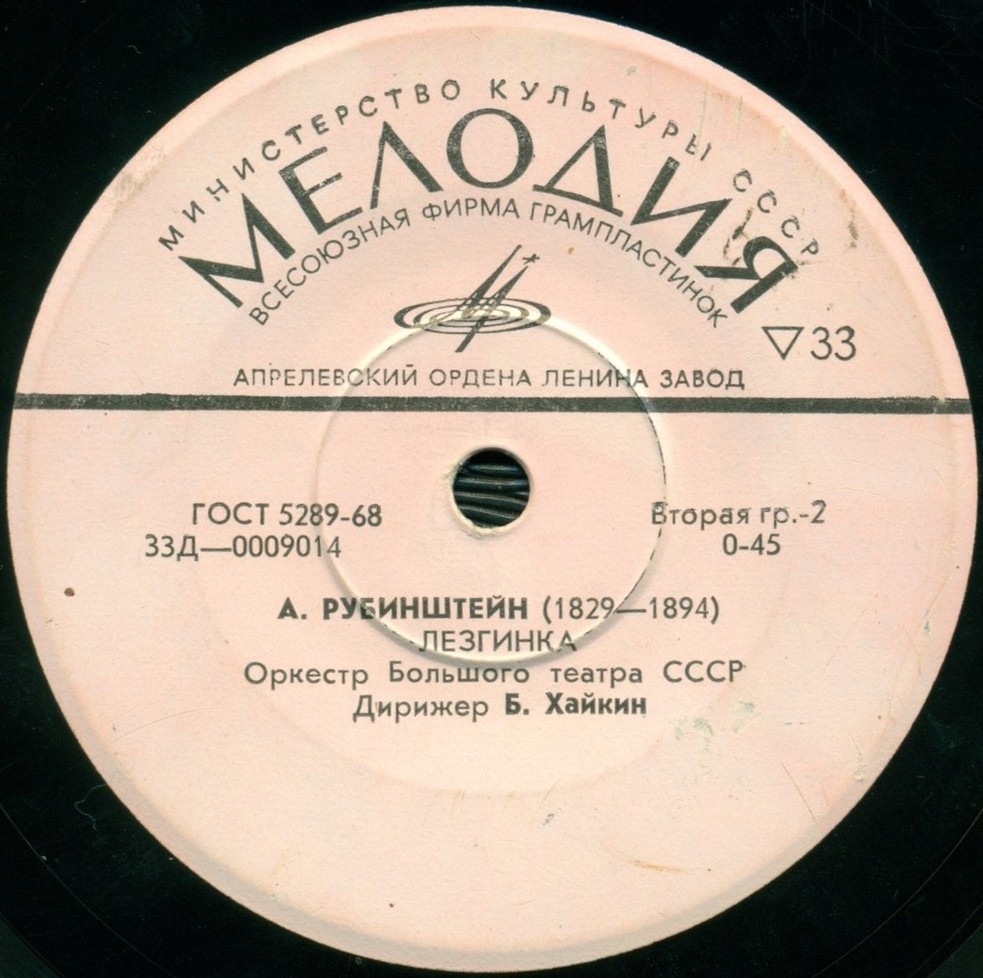 МИНИСТЕРСТВО КУЛЬТУРЫ СССР
МЕЛОДИЯ
ВСЕСОЮЗНАЯ ФИРМА ГРАМПЛАСТИНОК
▽33
АПРЕЛЕВСКИЙ ОРДЕНА ЛЕНИНА ЗАВОД
ГОСТ 5289-68
Вторая гр.-2
33Д—0009014
0-45
А. РУБИНШТЕЙН (1829—1894)
ЛЕЗГИНКА
Оркестр Большого театра СССР
Дирижер Б. Хайкин